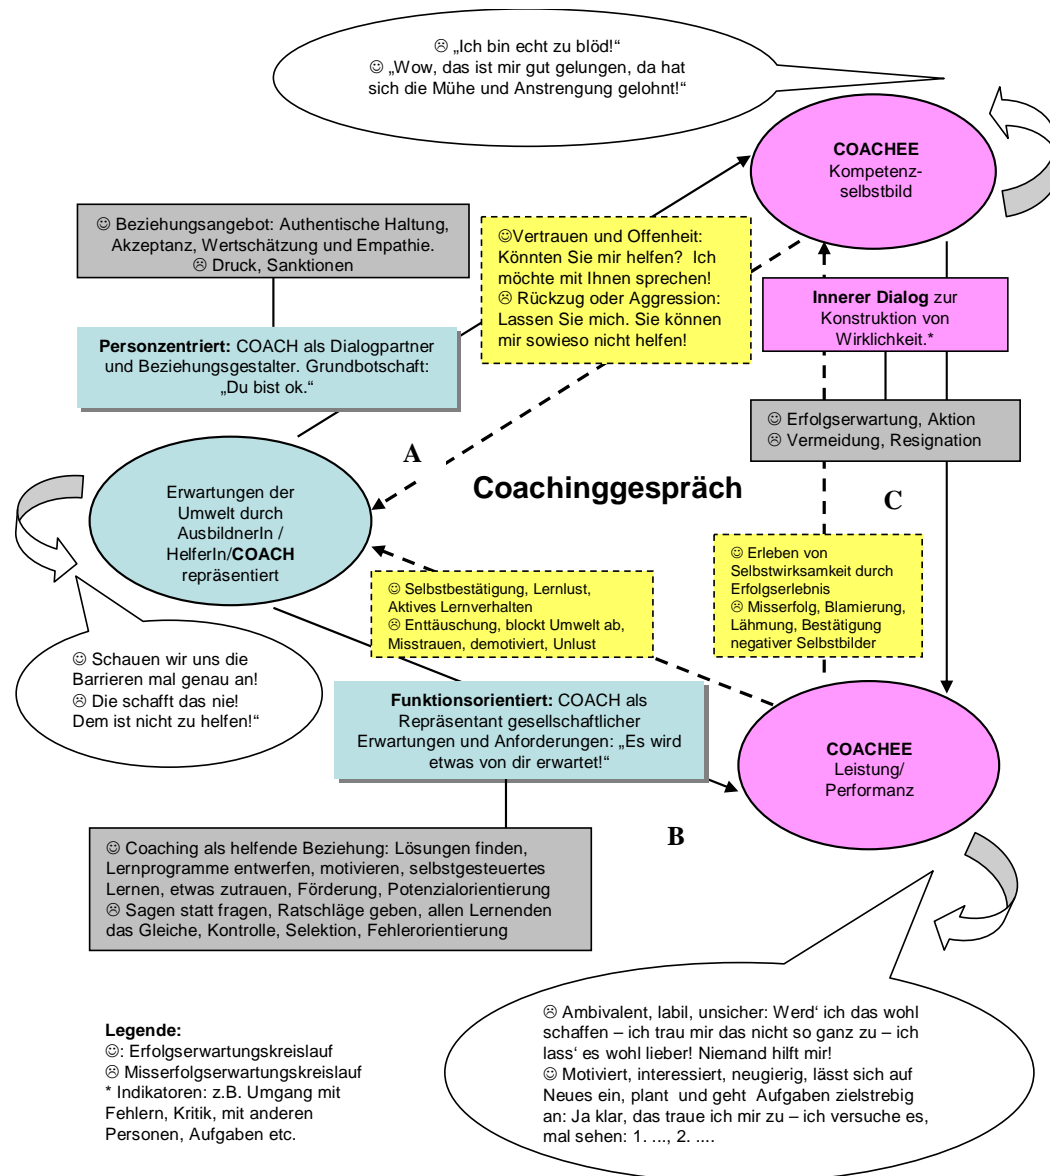 ☹ „Ich bin echt zu blöd!“
☺ „Wow, das ist mir gut gelungen, da hat
sich die Mühe und Anstrengung gelohnt!“
COACHEE
Kompetenz-
selbstbild
☺ Beziehungsangebot: Authentische Haltung,
Akzeptanz, Wertschätzung und Empathie.
☹ Druck, Sanktionen
☺Vertrauen und Offenheit:
Könnten Sie mir helfen? Ich
möchte mit Ihnen sprechen!
☹ Rückzug oder Aggression:
Lassen Sie mich. Sie können
mir sowieso nicht helfen!
Innerer Dialog zur
Konstruktion von
Wirklichkeit.*
Personzentriert: COACH als Dialogpartner
und Beziehungsgestalter. Grundbotschaft:
„Du bist ok.“
☺ Erfolgserwartung, Aktion
☹ Vermeidung, Resignation
A
Coachinggespräch
C
Erwartungen der
Umwelt durch
AusbildnerIn /
HelferIn/COACH
repräsentiert
☺ Erleben von
Selbstwirksamkeit durch
Erfolgserlebnis
☹ Misserfolg, Blamierung,
Lähmung, Bestätigung
negativer Selbstbilder
☺ Selbstbestätigung, Lernlust,
Aktives Lernverhalten
☹ Enttäuschung, blockt Umwelt ab,
Misstrauen, demotiviert, Unlust
☺ Schauen wir uns die
Barrieren mal genau an!
☹ Die schafft das nie!
Dem ist nicht zu helfen!“
Funktionsorientiert: COACH als
Repräsentant gesellschaftlicher
Erwartungen und Anforderungen: „Es wird
etwas von dir erwartet!“
COACHEE
Leistung/
Performanz
B
☺ Coaching als helfende Beziehung: Lösungen finden,
Lernprogramme entwerfen, motivieren, selbstgesteuertes
Lernen, etwas zutrauen, Förderung, Potenzialorientierung
☹ Sagen statt fragen, Ratschläge geben, allen Lernenden
das Gleiche, Kontrolle, Selektion, Fehlerorientierung
☹ Ambivalent, labil, unsicher: Werd‘ ich das wohl
schaffen – ich trau mir das nicht so ganz zu – ich
lass‘ es wohl lieber! Niemand hilft mir!
☺ Motiviert, interessiert, neugierig, lässt sich auf
Neues ein, plant und geht Aufgaben zielstrebig
an: Ja klar, das traue ich mir zu – ich versuche es,
mal sehen: 1. ..., 2. ....
Legende:
☺: Erfolgserwartungskreislauf
☹ Misserfolgserwartungskreislauf
* Indikatoren: z.B. Umgang mit
Fehlern, Kritik, mit anderen
Personen, Aufgaben etc.